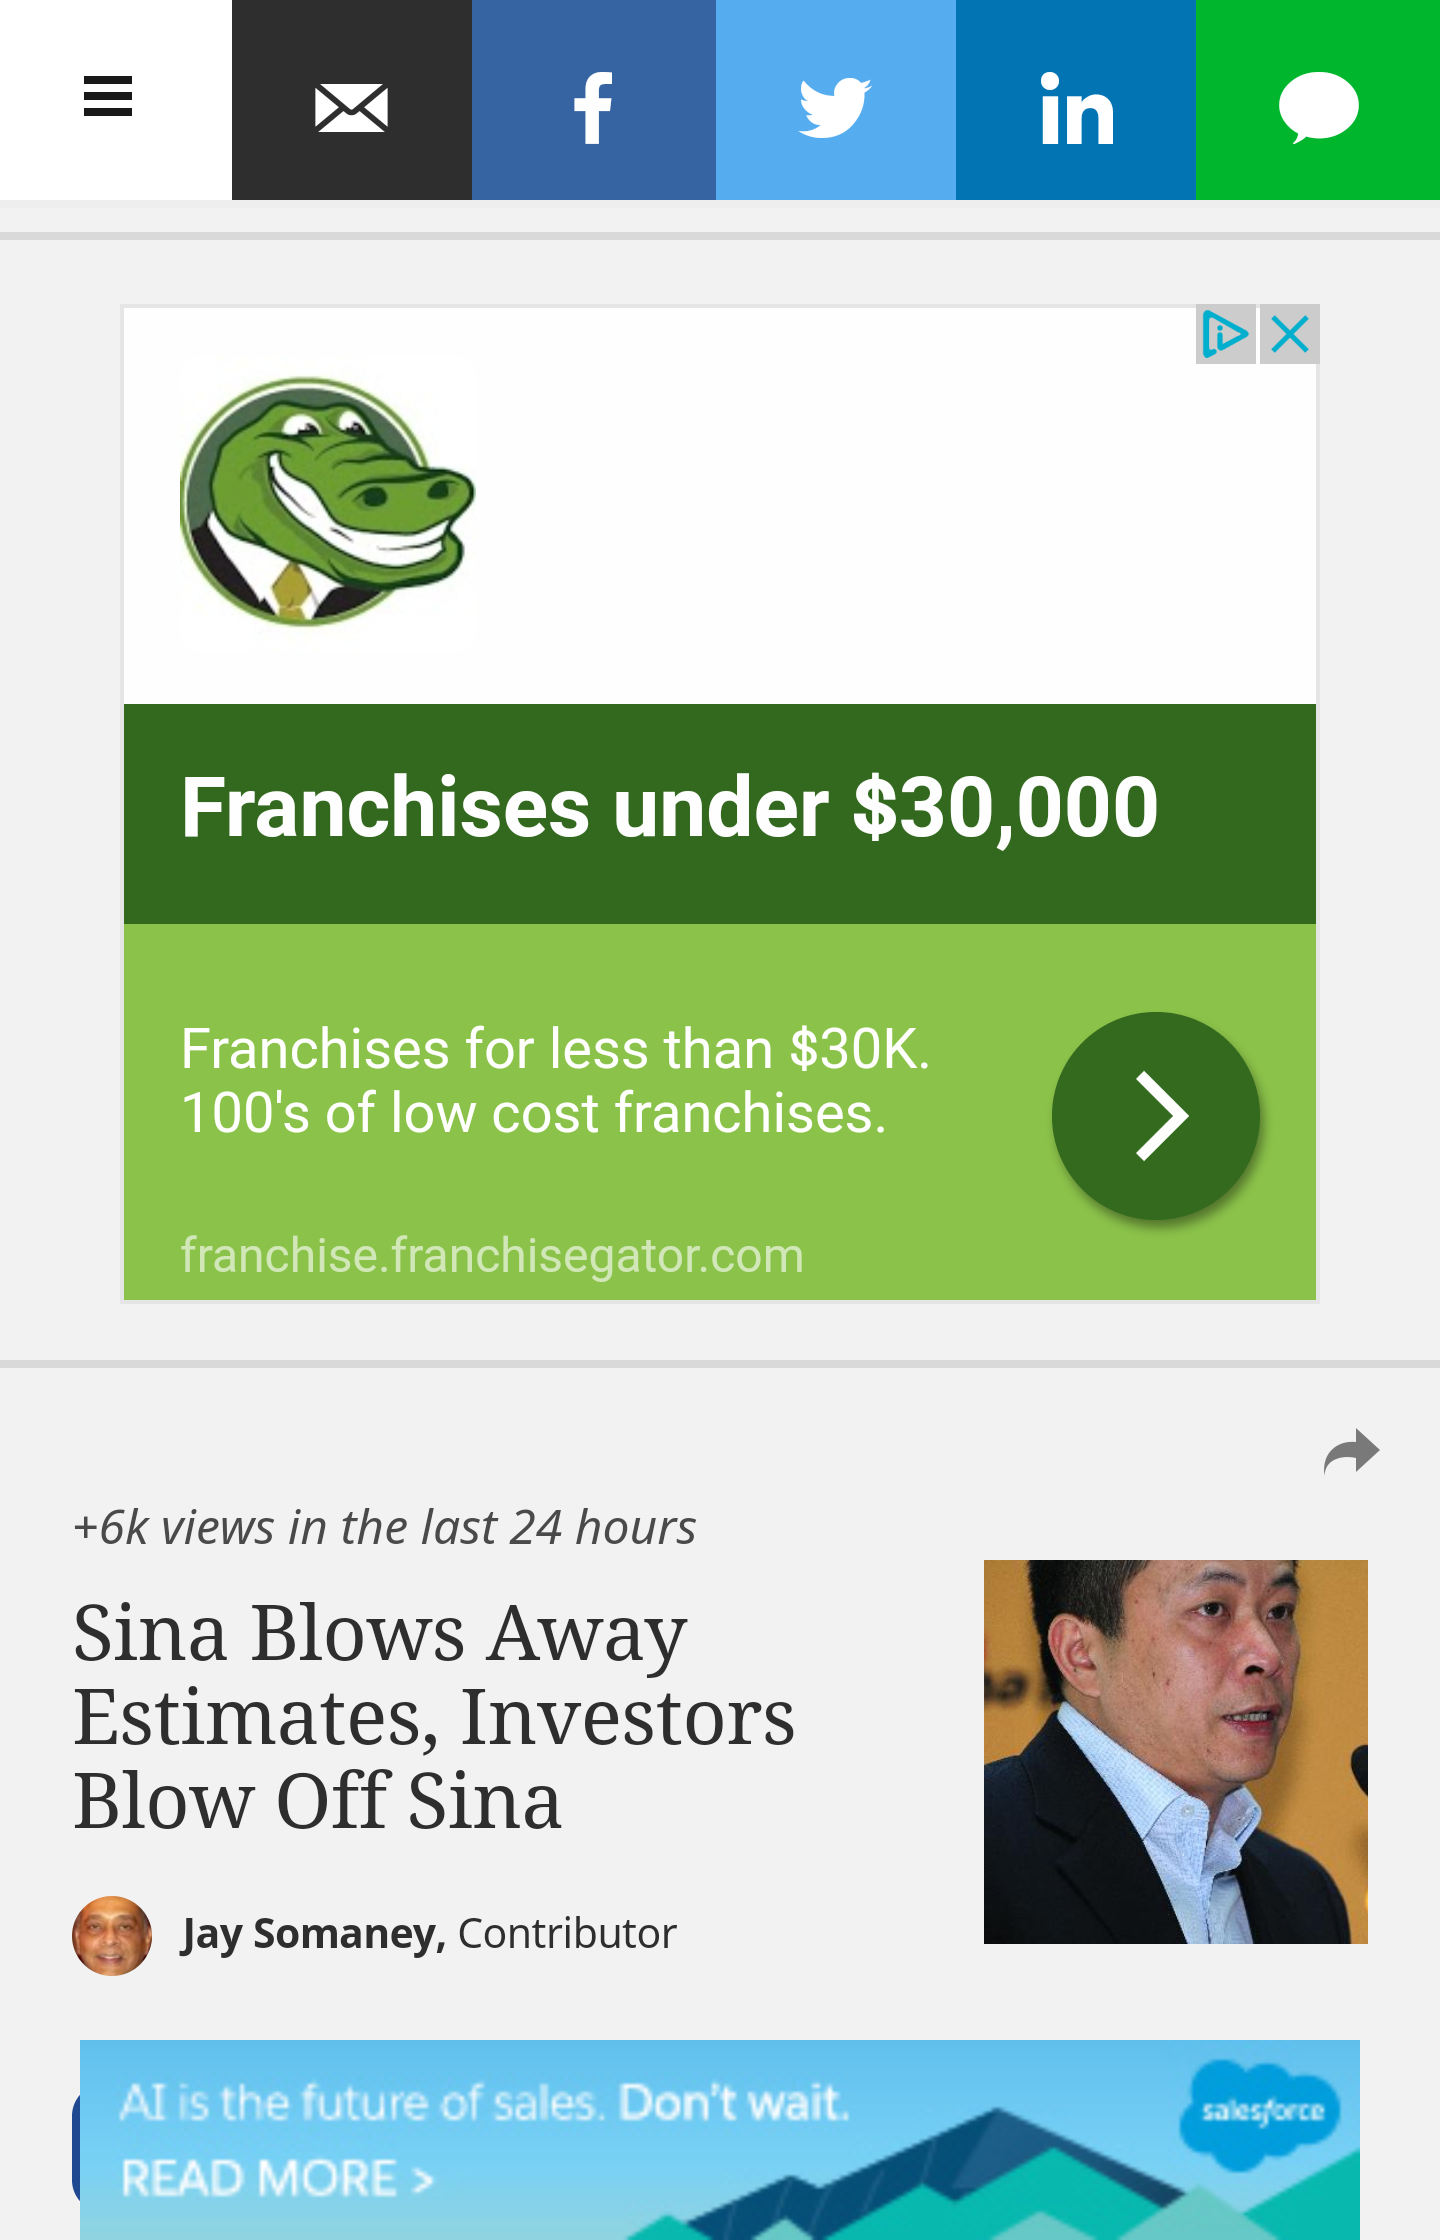 Franchises under $30,000
Franchises for less than $30K.
100's of low cost franchises.
franchise.franchisegator.com
+6k views in the last 24 hours
Sina Blows Away
Estimates, Investors
Blow Off Sina
Jay Somaney, Contributor
AI is the future of sales. Don't wait.
salesforce
READ MORE >